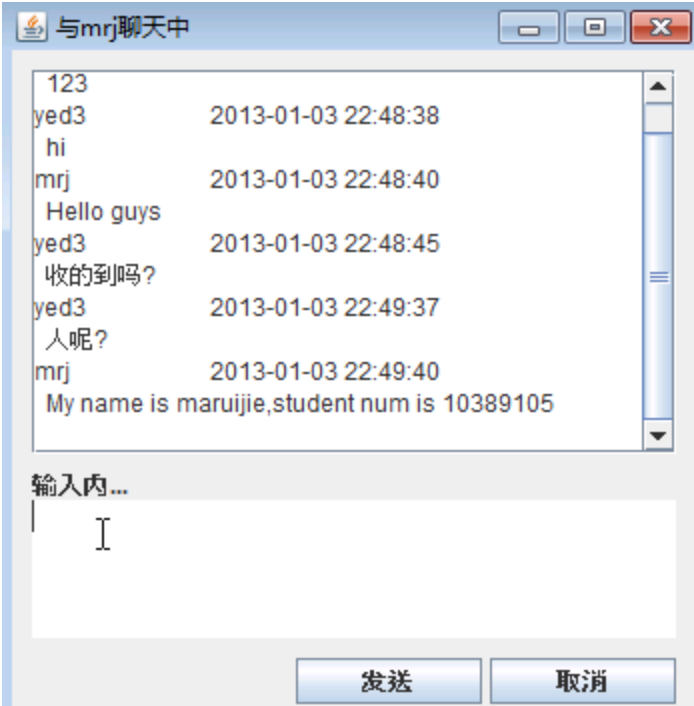 与mrj聊天中
123
yed3 2013-01-03 22:48:38
hi
mrj 2013-01-03 22:48:40
Hello guys
yed3 2013-01-03 22:48:45
收的到吗?
yed3 2013-01-03 22:49:37
人呢?
mrj 2013-01-03 22:49:40
My name is maruijie,student num is 10389105
输入内...
发送 取消